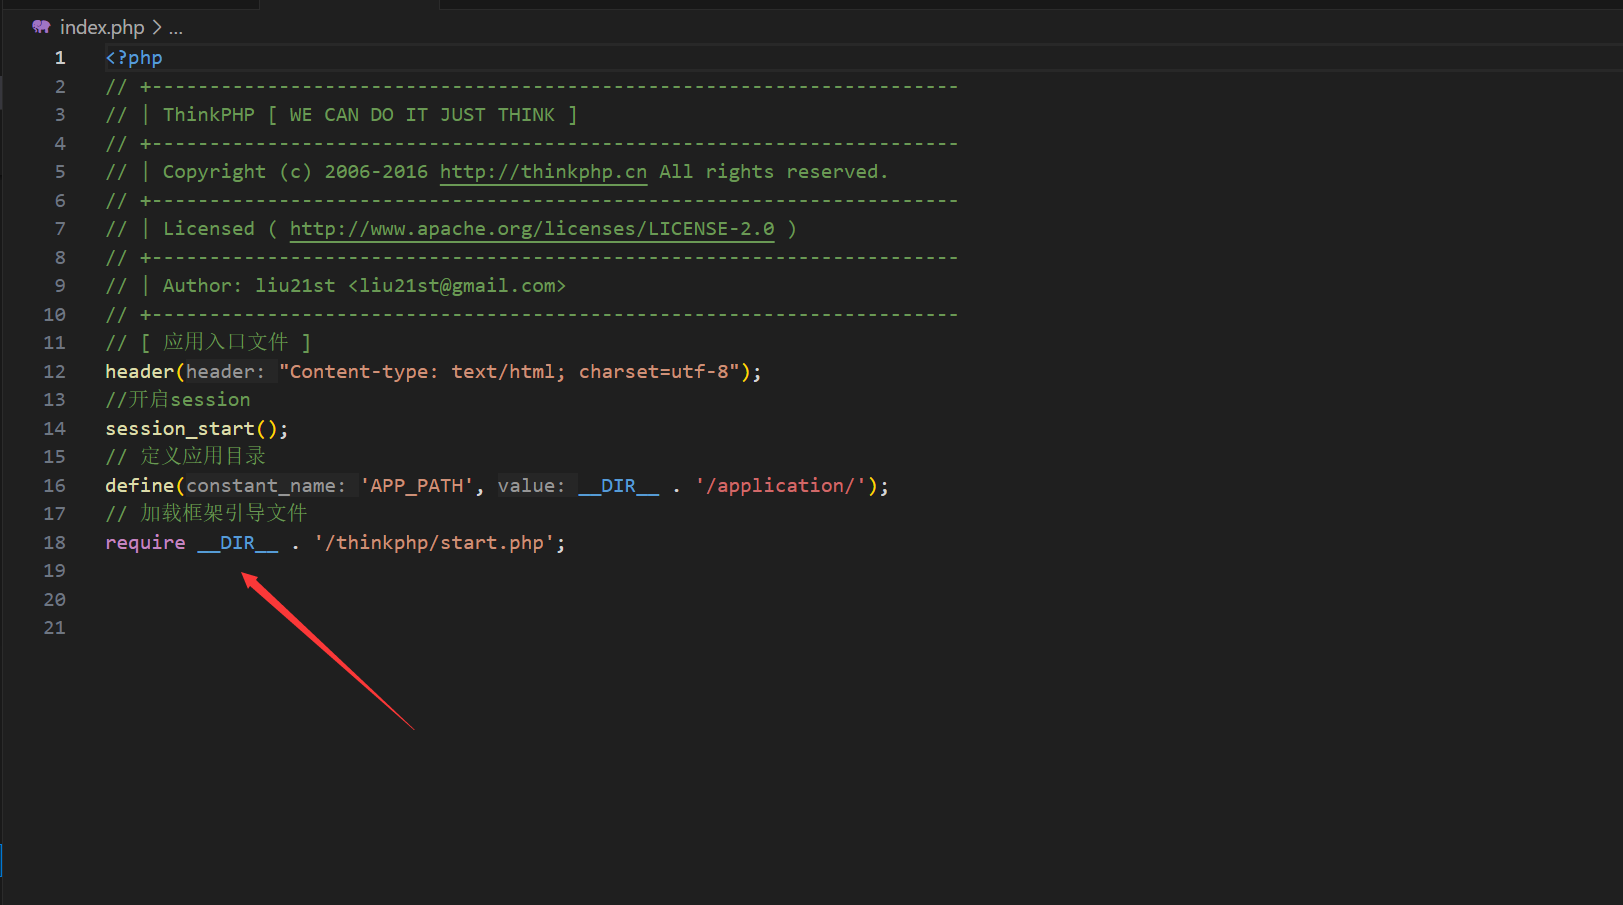 index.php > ...
1 <?php
2 // +----------------------------------------------------------------------
3 // | ThinkPHP [ WE CAN DO IT JUST THINK ]
4 // +----------------------------------------------------------------------
5 // | Copyright (c) 2006-2016 http://thinkphp.cn All rights reserved.
6 // +----------------------------------------------------------------------
7 // | Licensed ( http://www.apache.org/licenses/LICENSE-2.0 )
8 // +----------------------------------------------------------------------
9 // | Author: liu21st <liu21st@gmail.com>
10 // +----------------------------------------------------------------------
11 // [ 应用入口文件 ]
12 header(header: "Content-type: text/html; charset=utf-8");
13 //开启session
14 session_start();
15 // 定义应用目录
16 define(constant_name: 'APP_PATH', value: __DIR__ . '/application/');
17 // 加载框架引导文件
18 require __DIR__ . '/thinkphp/start.php';
19
20
21